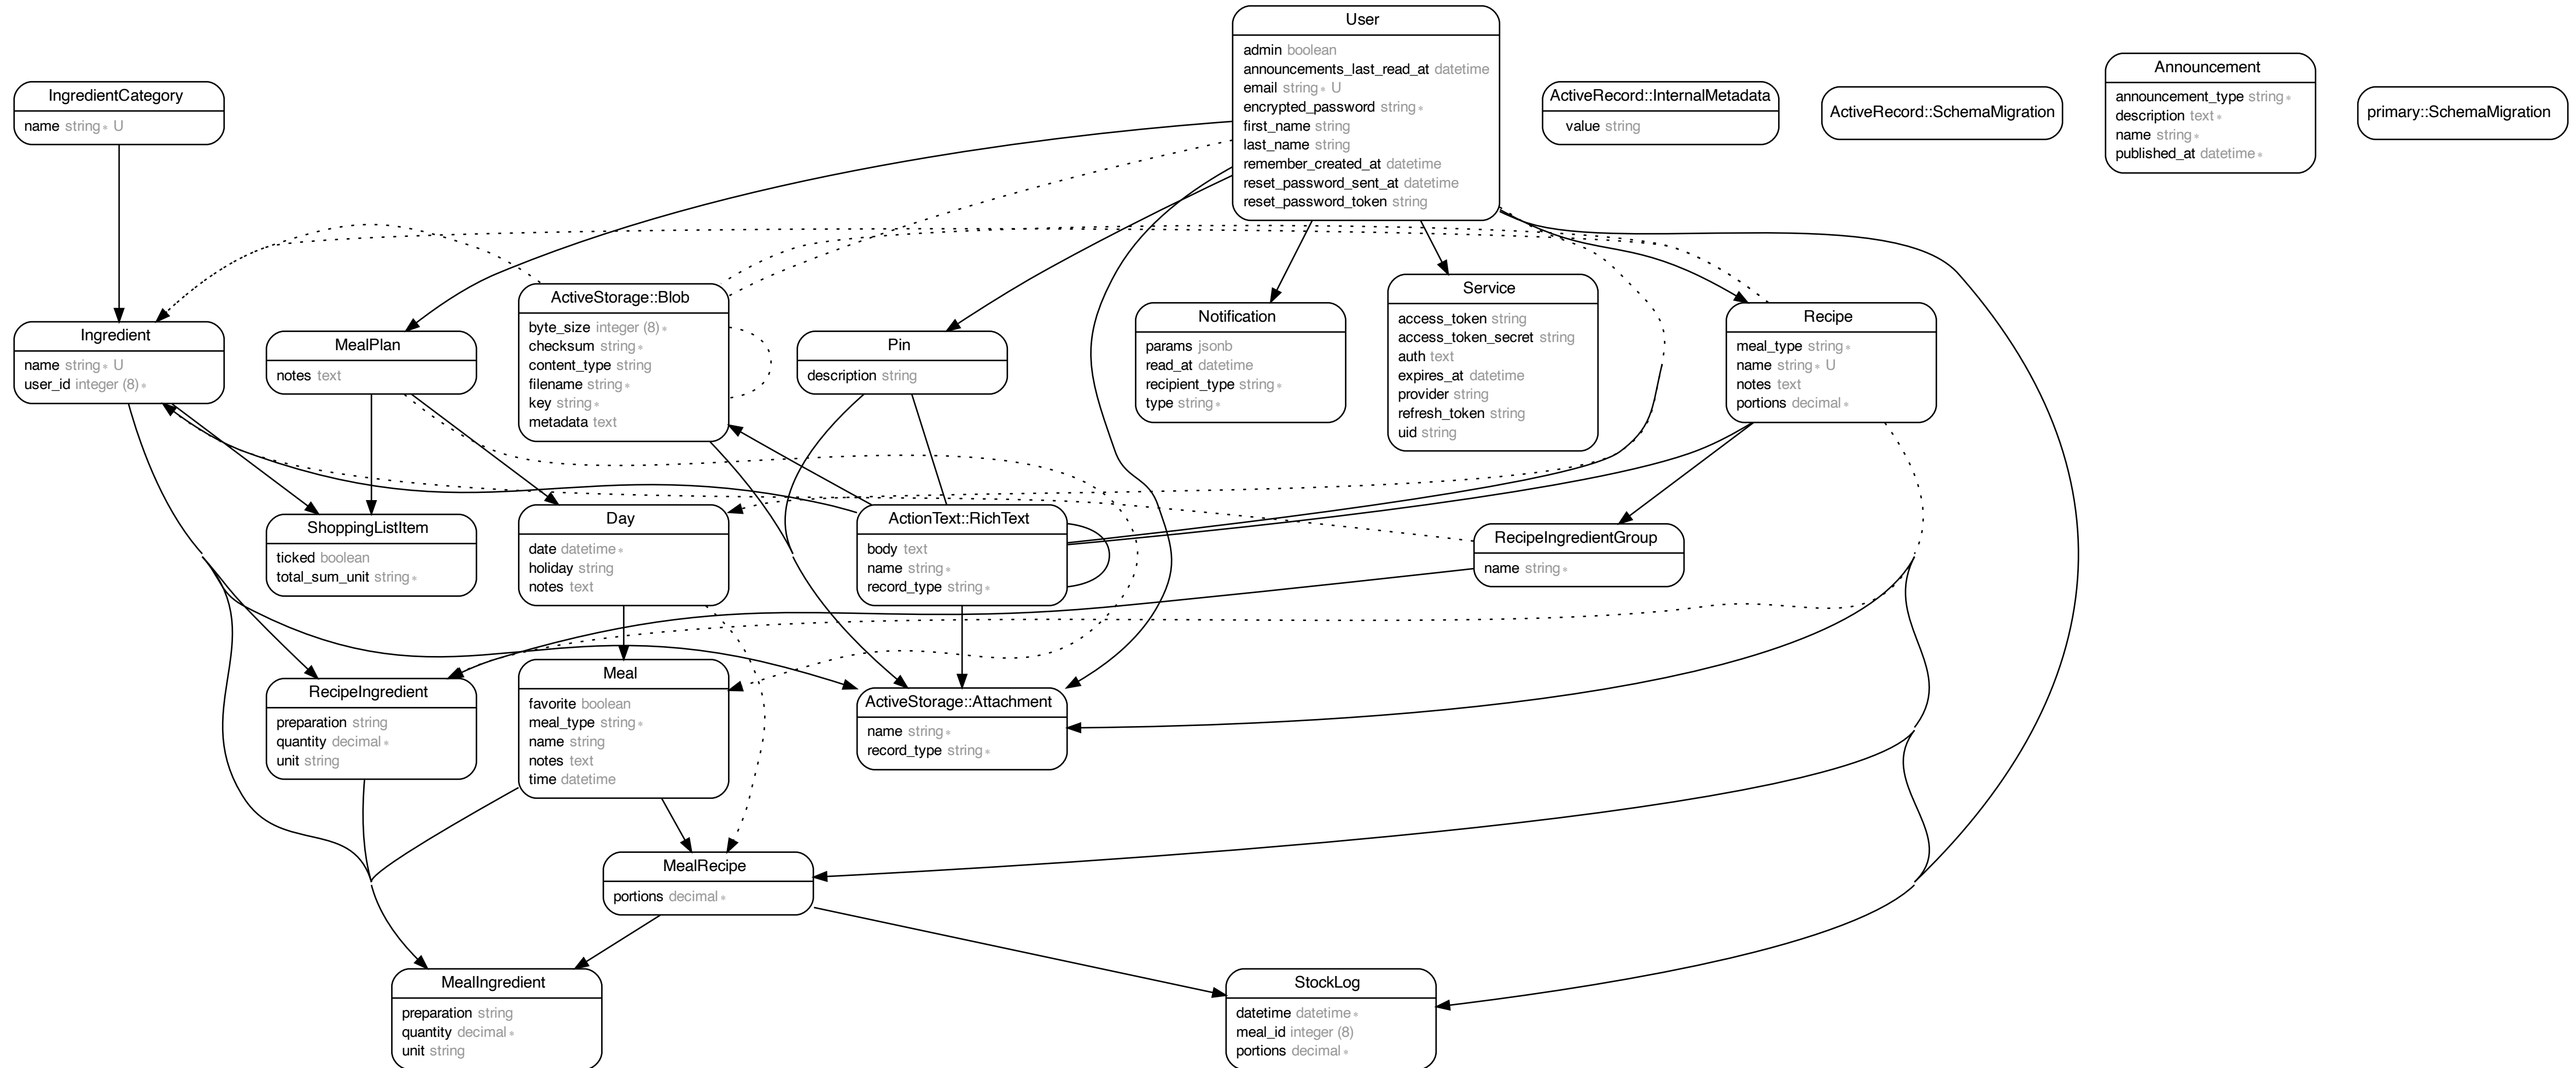 User
admin boolean
announcements_last_read_at datetime
email string* U
encrypted_password string*
first_name string
last_name string
remember_created_at datetime
reset_password_sent_at datetime
reset_password_token string
IngredientCategory
name string* U
ActiveRecord::InternalMetadata
value string
ActiveRecord::SchemaMigration
Announcement
announcement_type string*
description text*
name string*
published_at datetime*
primary::SchemaMigration
Ingredient
name string* U
user_id integer (8)*
MealPlan
notes text
ActiveStorage::Blob
byte_size integer (8)*
checksum string*
content_type string
filename string*
key string*
metadata text
Pin
description string
Notification
params jsonb
read_at datetime
recipient_type string*
type string*
Service
access_token string
access_token_secret string
auth text
expires_at datetime
provider string
refresh_token string
uid string
Recipe
meal_type string*
name string* U
notes text
portions decimal*
ShoppingListItem
ticked boolean
total_sum_unit string*
Day
date datetime*
holiday string
notes text
ActionText::RichText
body text
name string*
record_type string*
RecipeIngredientGroup
name string*
RecipeIngredient
preparation string
quantity decimal*
unit string
Meal
favorite boolean
meal_type string*
name string
notes text
time datetime
ActiveStorage::Attachment
name string*
record_type string*
MealRecipe
portions decimal*
MealIngredient
preparation string
quantity decimal*
unit string
StockLog
datetime datetime*
meal_id integer (8)
portions decimal*